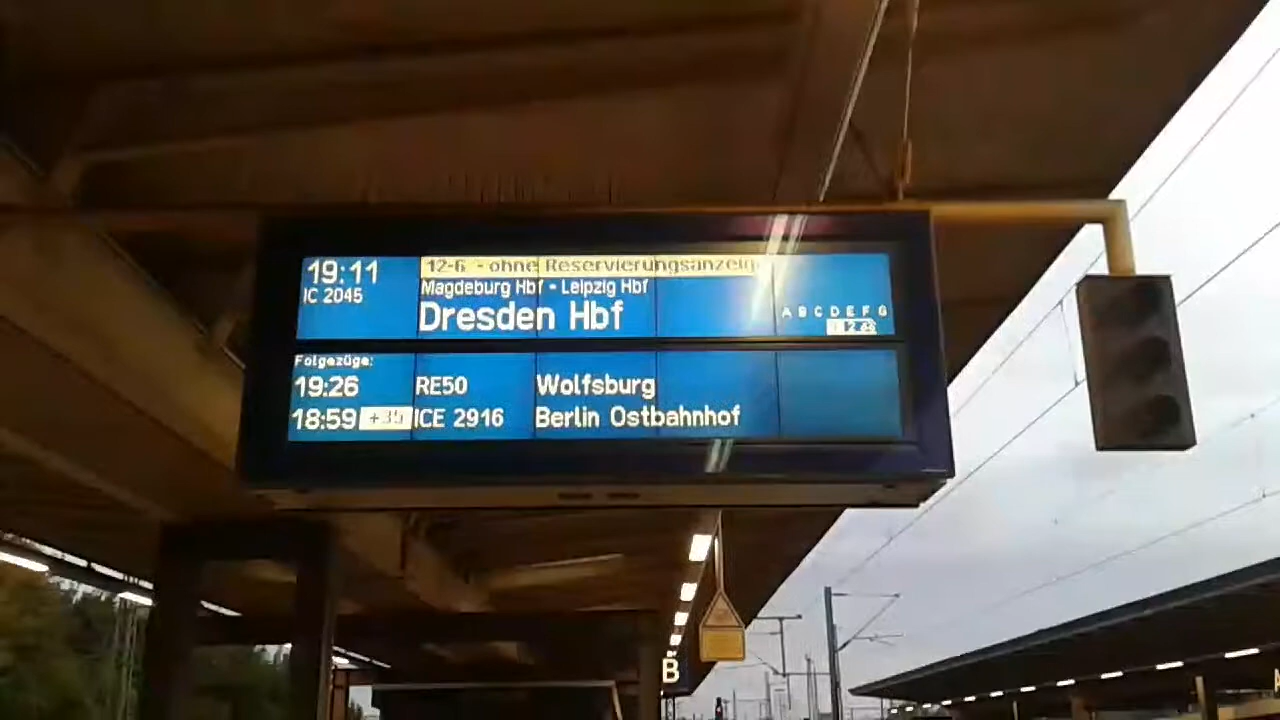 19:11
IC 2045
12-6 - ohne Reservierungsanzeige
Magdeburg Hbf • Leipzig Hbf
Dresden Hbf
A B C D E F G
Folgezüge:
19:26 RE50 Wolfsburg
18:59 +35 ICE 2916 Berlin Ostbahnhof
B